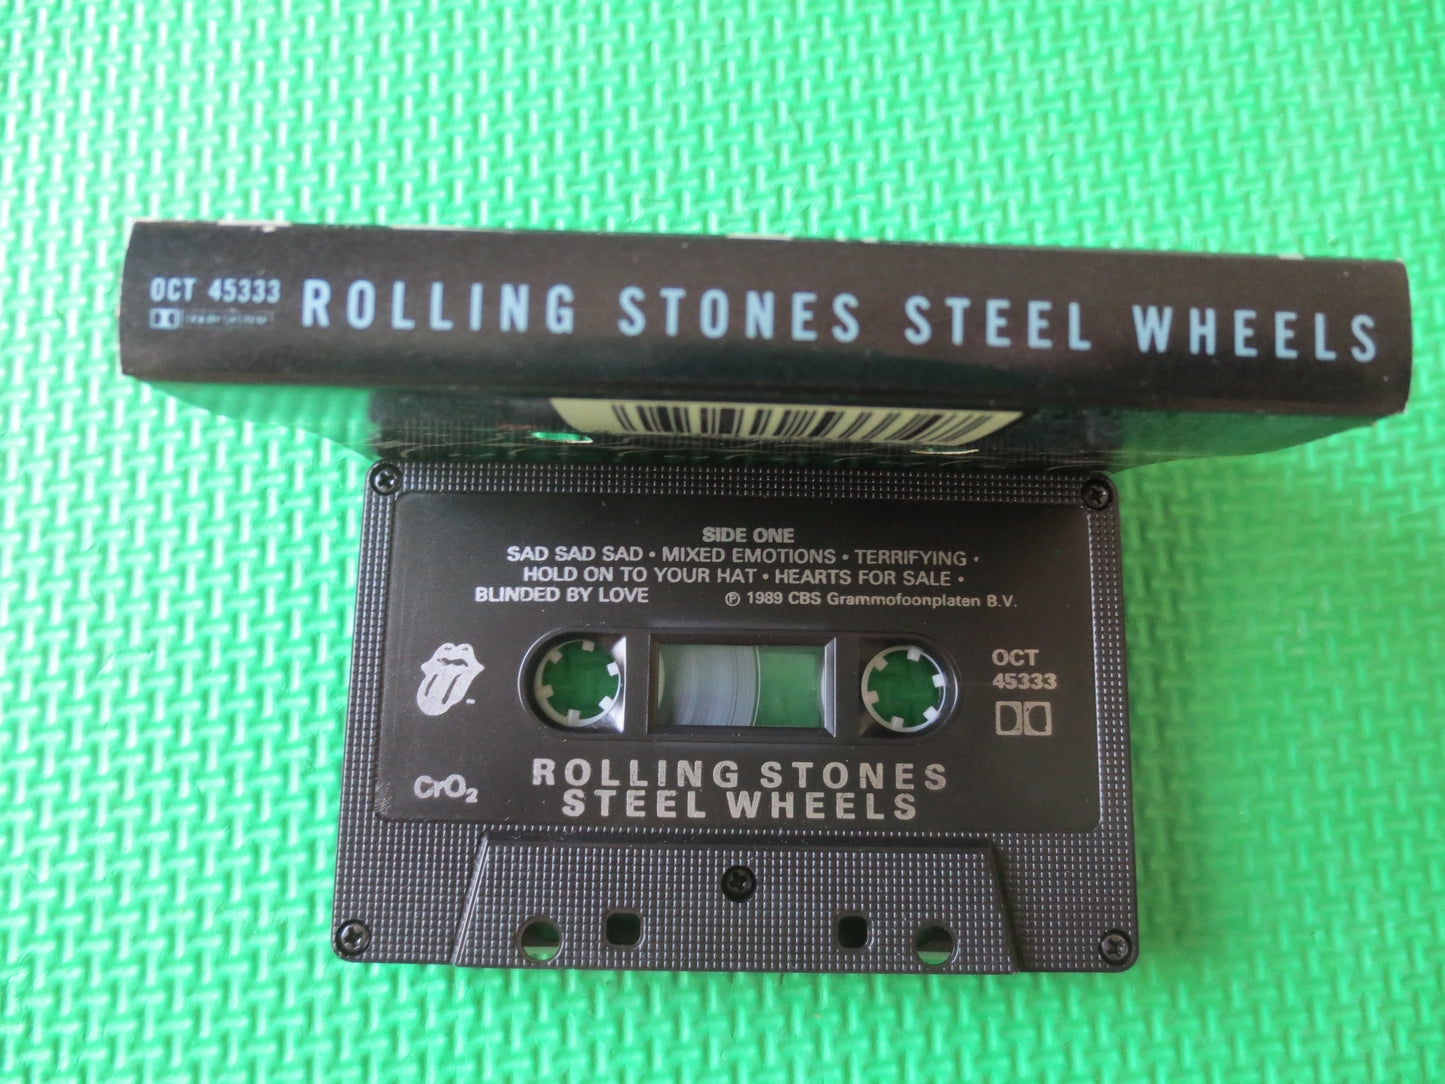 OCT 45333
ROLLING STONES STEEL WHEELS
SIDE ONE
SAD SAD SAD • MIXED EMOTIONS • TERRIFYING •
HOLD ON TO YOUR HAT • HEARTS FOR SALE •
BLINDED BY LOVE ℗ 1989 CBS Grammofoonplaten B.V.
OCT
45333
CrO₂
ROLLING STONES
STEEL WHEELS